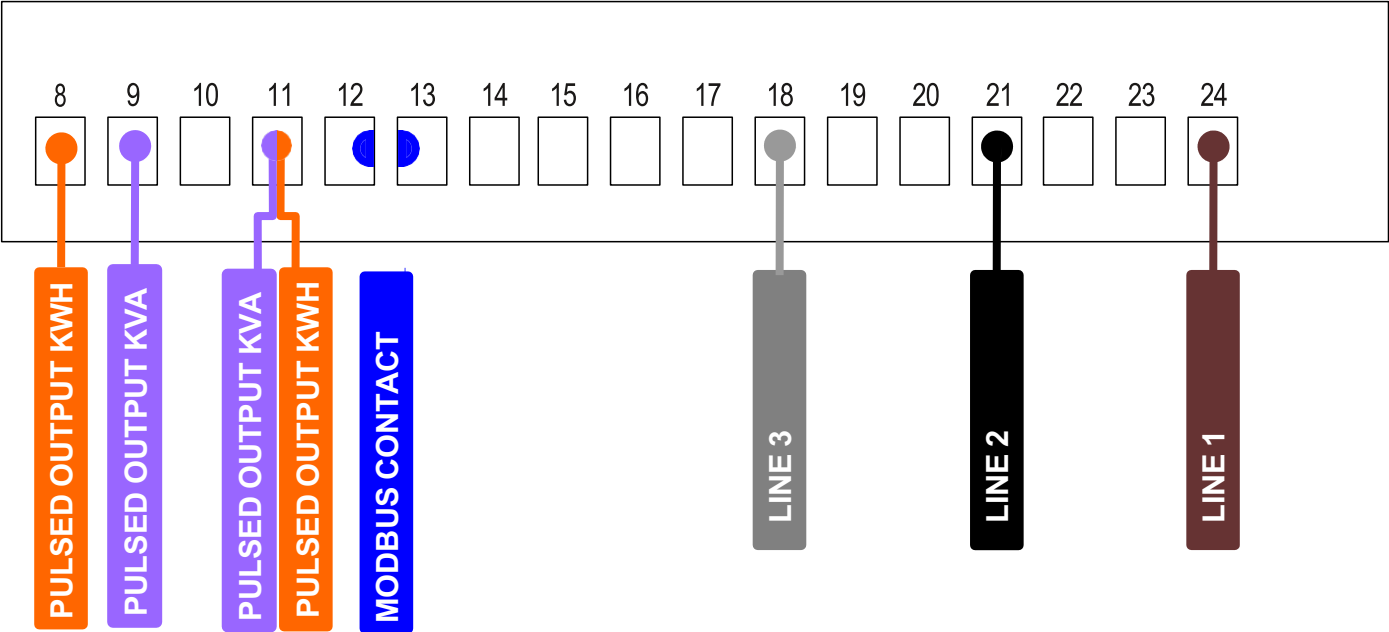 8 9 10 11 12 13 14 15 16 17 18 19 20 21 22 23 24
PULSED OUTPUT KWH
PULSED OUTPUT KVA
PULSED OUTPUT KVA
PULSED OUTPUT KWH
MODBUS CONTACT
LINE 3
LINE 2
LINE 1